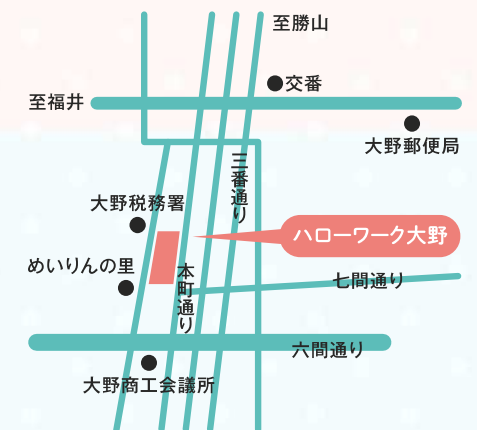 至勝山
交番
至福井
大野郵便局
三番通り
大野税務署
ハローワーク大野
めいりんの里
本町通り
七間通り
六間通り
大野商工会議所